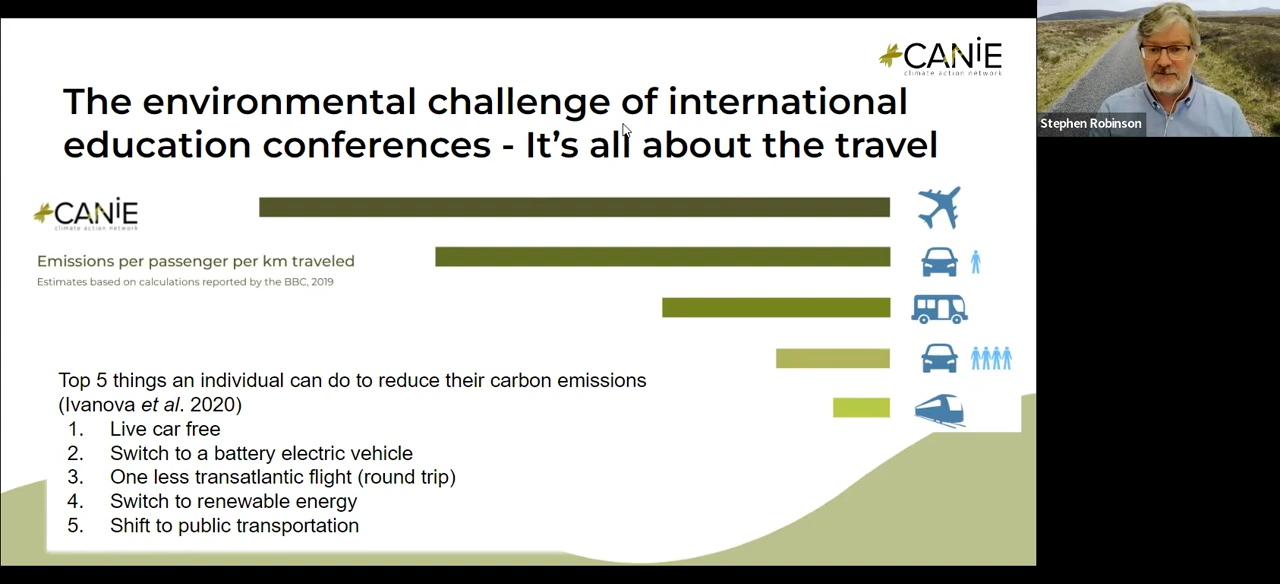 CANiE
climate action network
The environmental challenge of international
education conferences - It's all about the travel
CANiE
climate action network
Emissions per passenger per km traveled
Estimates based on calculations reported by the BBC, 2019
Top 5 things an individual can do to reduce their carbon emissions
(Ivanova et al. 2020)
1. Live car free
2. Switch to a battery electric vehicle
3. One less transatlantic flight (round trip)
4. Switch to renewable energy
5. Shift to public transportation
Stephen Robinson